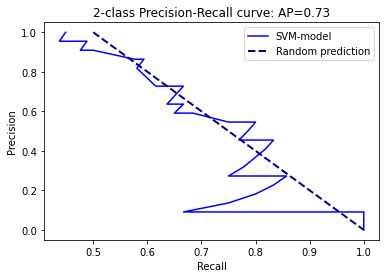 2-class Precision-Recall curve: AP=0.73
SVM-model
Random prediction
Precision
1.0
0.8
0.6
0.4
0.2
0.0
0.5 0.6 0.7 0.8 0.9 1.0
Recall